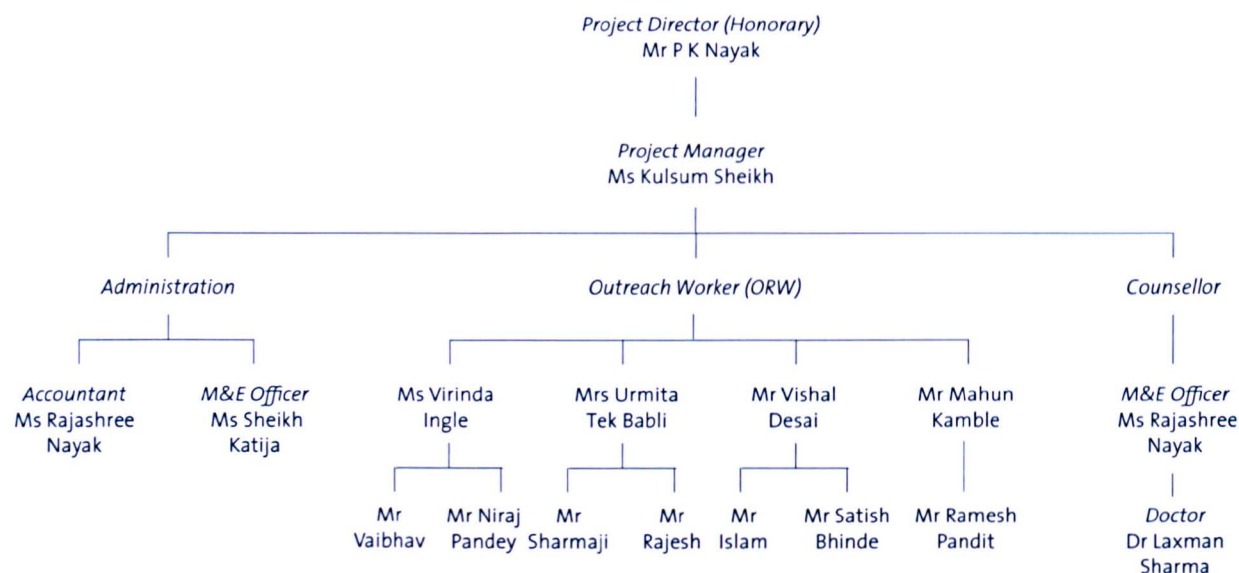 Project Director (Honorary)
Mr P K Nayak
Project Manager
Ms Kulsum Sheikh
Administration
Outreach Worker (ORW)
Counsellor
Accountant
Ms Rajashree
Nayak
M&E Officer
Ms Sheikh
Katija
Ms Virinda
Ingle
Mrs Urmita
Tek Babli
Mr Vishal
Desai
Mr Mahun
Kamble
M&E Officer
Ms Rajashree
Nayak
Mr
Vaibhav
Mr Niraj
Pandey
Mr
Sharmaji
Mr
Rajesh
Mr
Islam
Mr Satish
Bhinde
Mr Ramesh
Pandit
Doctor
Dr Laxman
Sharma